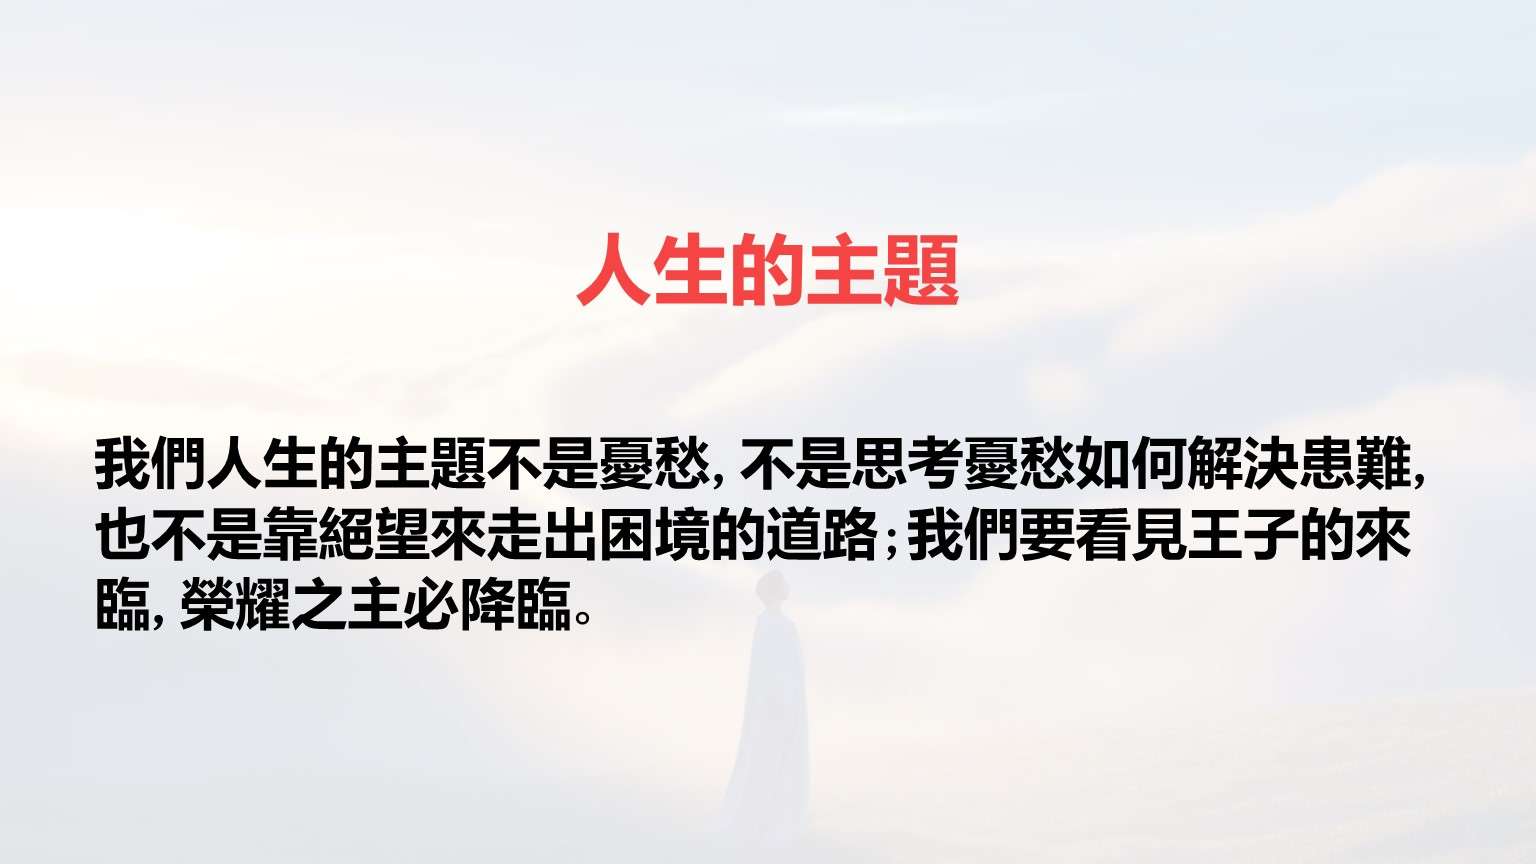 人生的主題
我們人生的主題不是憂愁，不是思考憂愁如何解決患難，
也不是靠絕望來走出困境的道路；我們要看見王子的來
臨，榮耀之主必降臨。